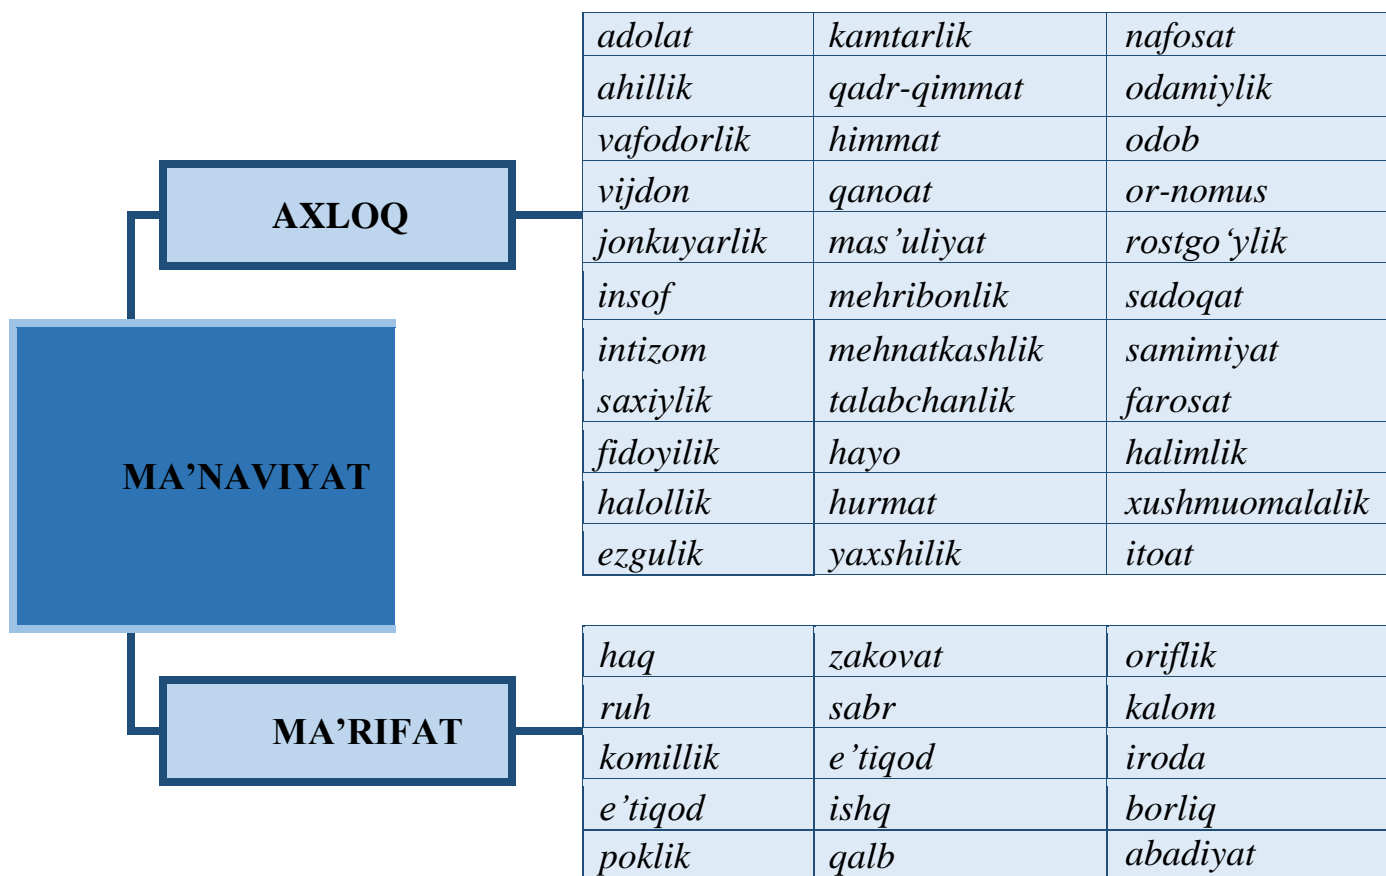 adolat kamtarlik nafosat
ahillik qadr-qimmat odamiylik
vafodorlik himmat odob
vijdon qanoat or-nomus
AXLOQ
jonkuyarlik mas’uliyat rostgo‘ylik
insof mehribonlik sadoqat
intizom mehnatkashlik samimiyat
saxiylik talabchanlik farosat
fidoyilik hayo halimlik
MA’NAVIYAT
halollik hurmat xushmuomalalik
ezgulik yaxshilik itoat
haq zakovat oriflik
ruh sabr kalom
MA’RIFAT
komillik e’tiqod iroda
e’tiqod ishq borliq
poklik qalb abadiyat